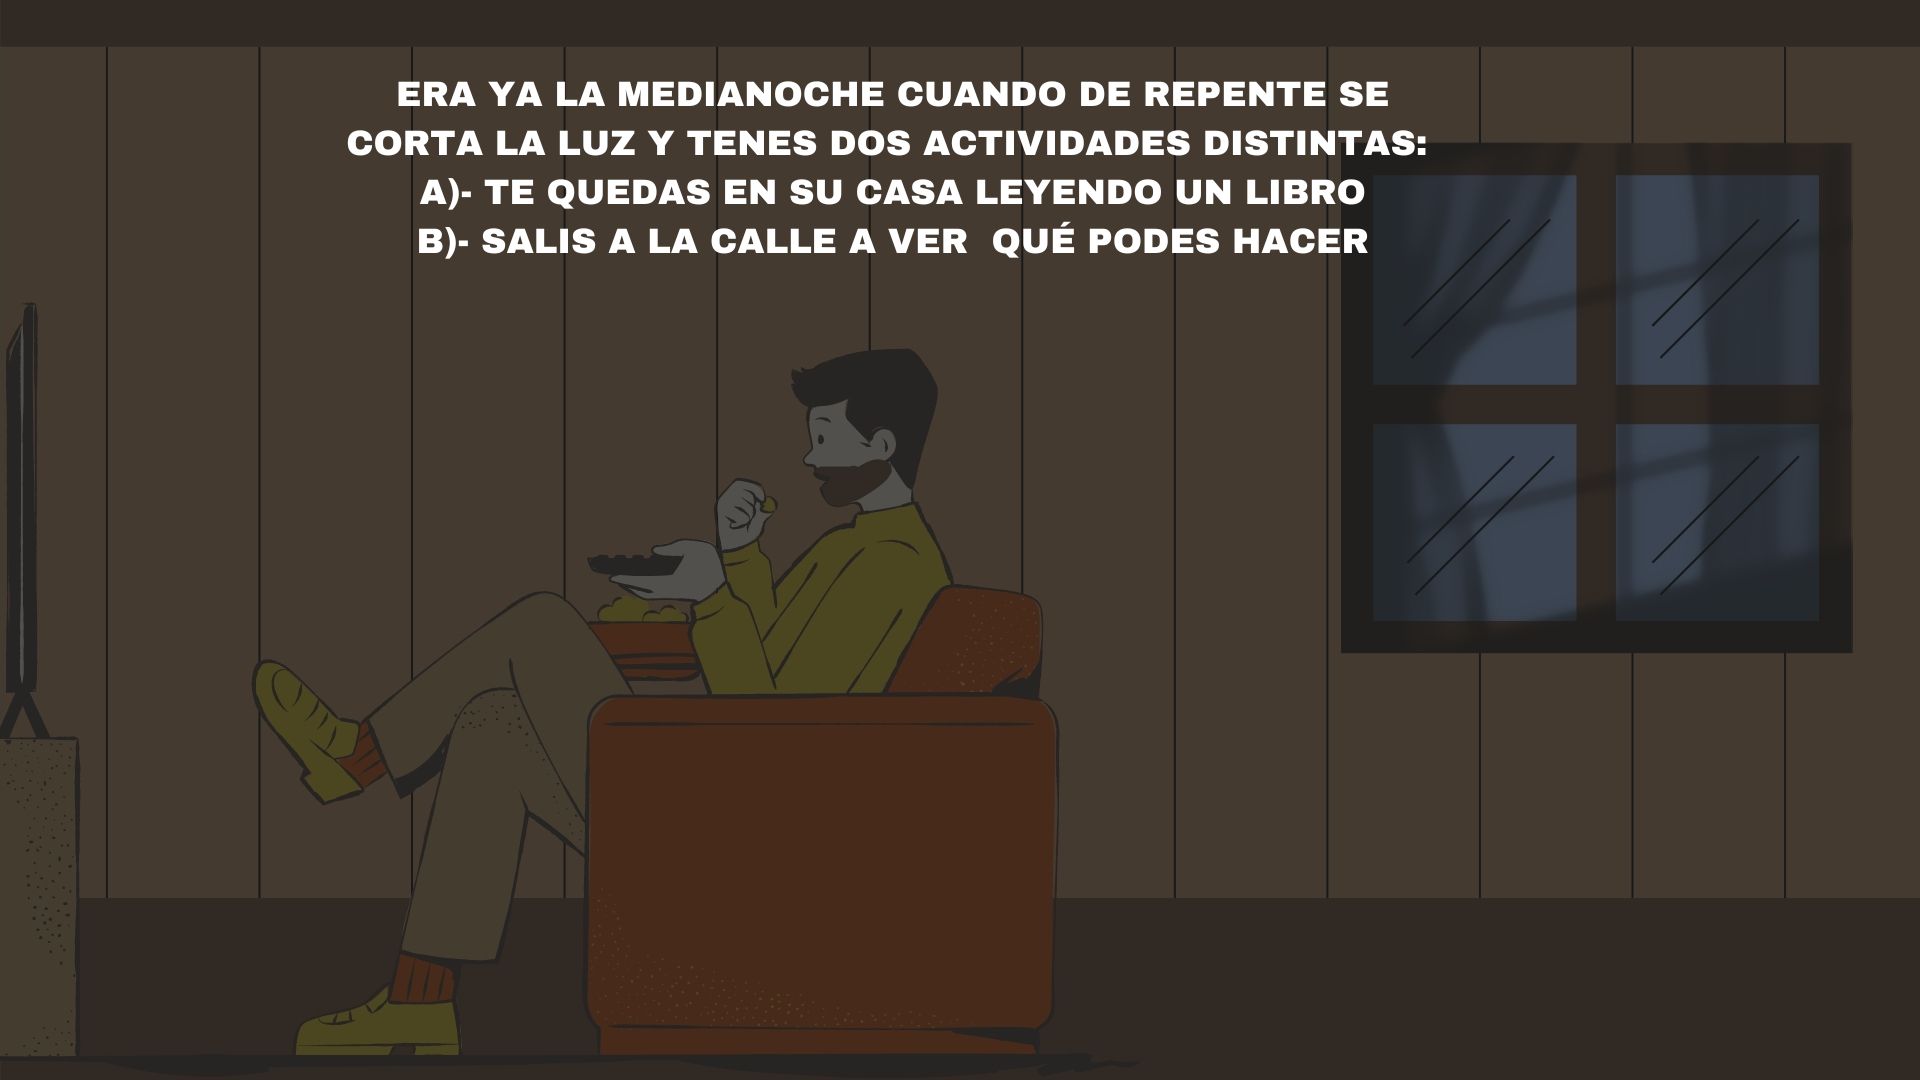 ERA YA LA MEDIANOCHE CUANDO DE REPENTE SE
CORTA LA LUZ Y TENES DOS ACTIVIDADES DISTINTAS:
A)- TE QUEDAS EN SU CASA LEYENDO UN LIBRO
B)- SALIS A LA CALLE A VER  QUÉ PODES HACER